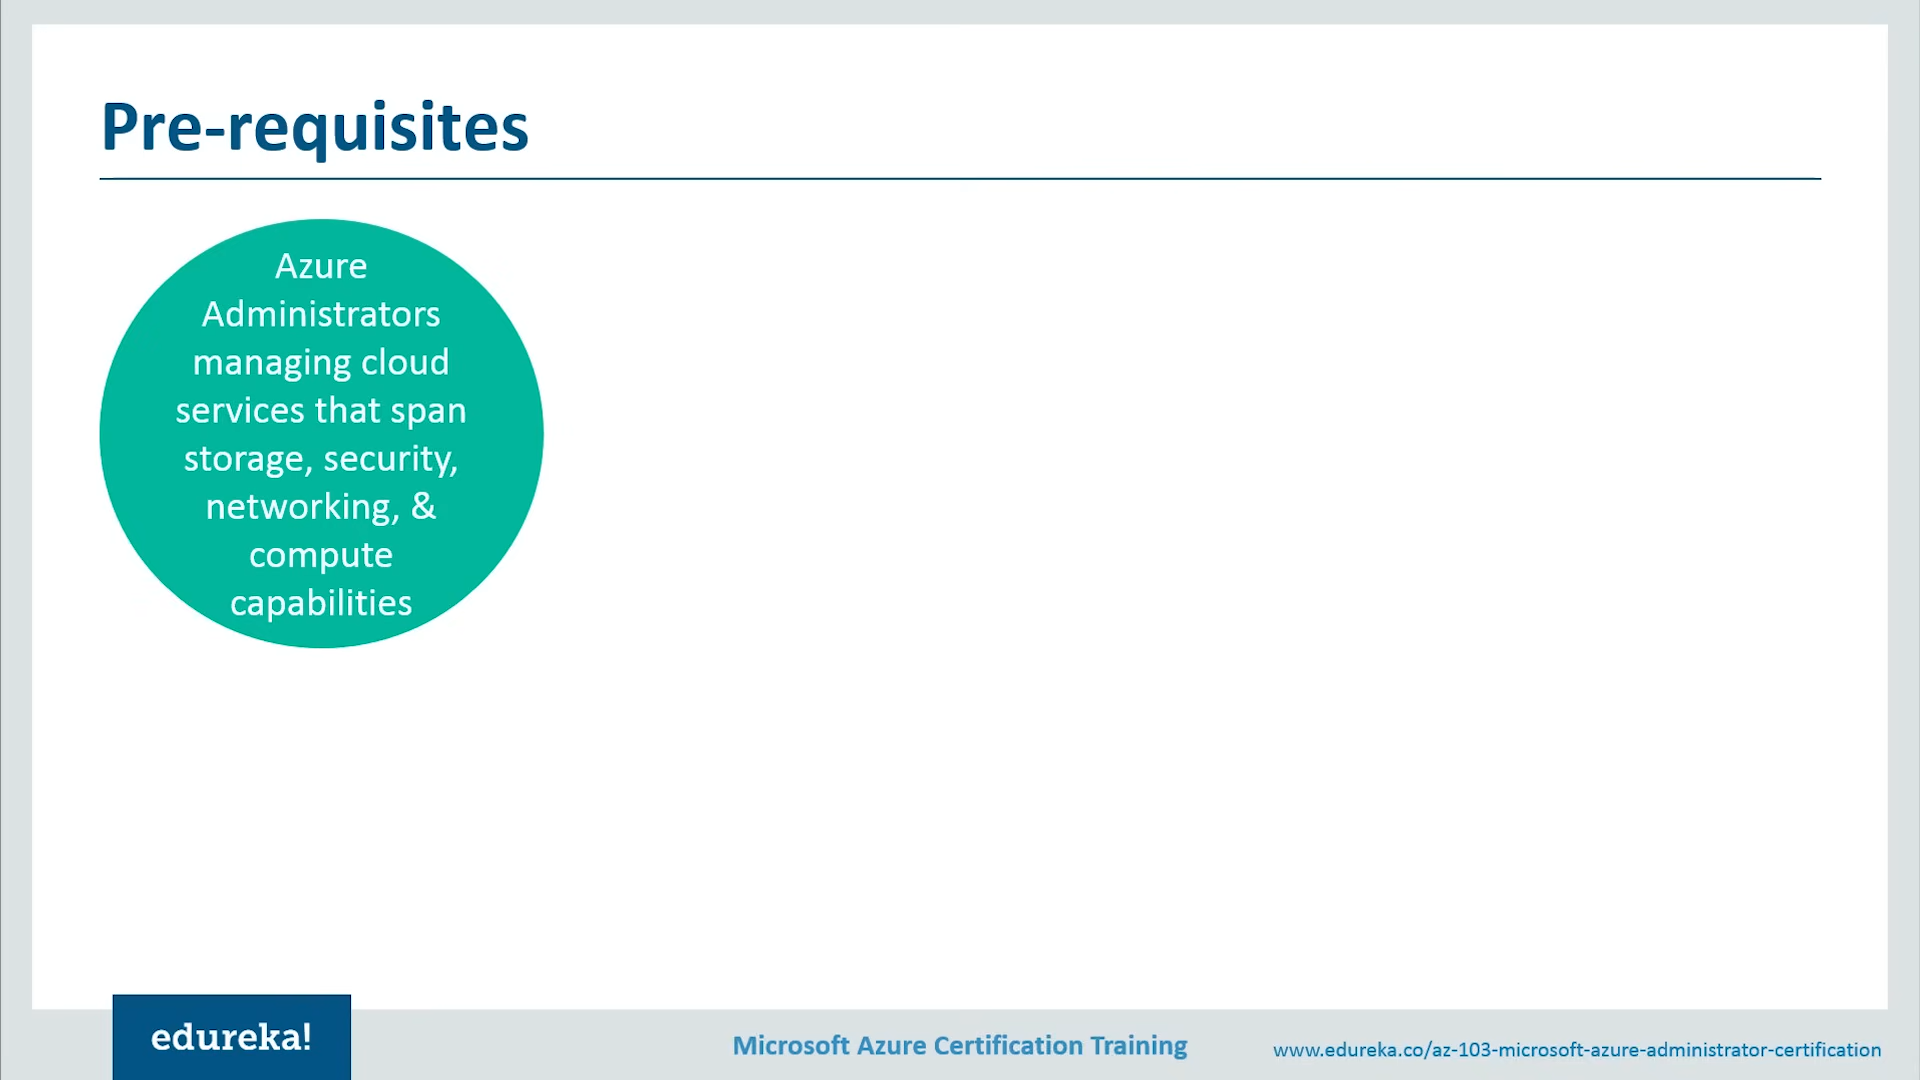 Pre-requisites
Azure
Administrators
managing cloud
services that span
storage, security,
networking, &
compute
capabilities
edureka!
Microsoft Azure Certification Training
www.edureka.co/az-103-microsoft-azure-administrator-certification